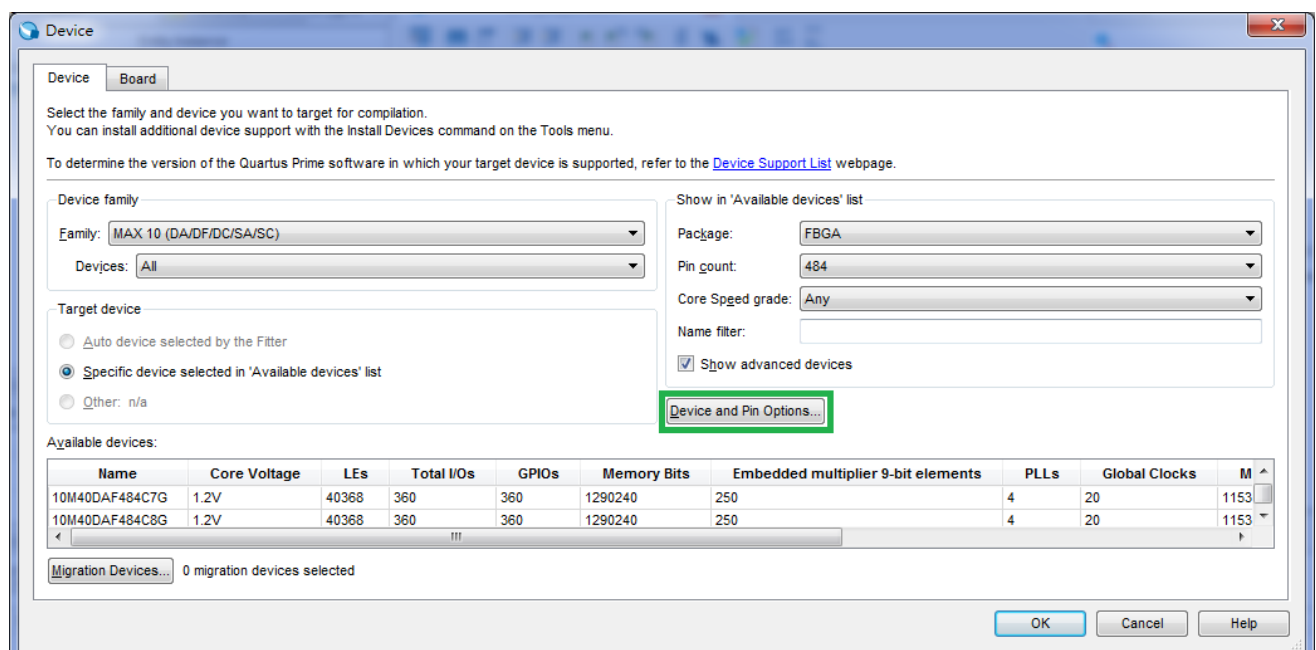 Device
Device Board
Select the family and device you want to target for compilation.
You can install additional device support with the Install Devices command on the Tools menu.
To determine the version of the Quartus Prime software in which your target device is supported, refer to the Device Support List webpage.
Device family
Family: MAX 10 (DA/DF/DC/SA/SC)
Devices: All
Target device
Auto device selected by the Fitter
Specific device selected in 'Available devices' list
Other: n/a
Show in 'Available devices' list
Package: FBGA
Pin count: 484
Core Speed grade: Any
Name filter:
Show advanced devices
Device and Pin Options...
Available devices:
Name Core Voltage LEs Total I/Os GPIOs Memory Bits Embedded multiplier 9-bit elements PLLs Global Clocks M
10M40DAF484C7G 1.2V 40368 360 360 1290240 250 4 20 1153
10M40DAF484C8G 1.2V 40368 360 360 1290240 250 4 20 1153
Migration Devices... 0 migration devices selected
OK Cancel Help